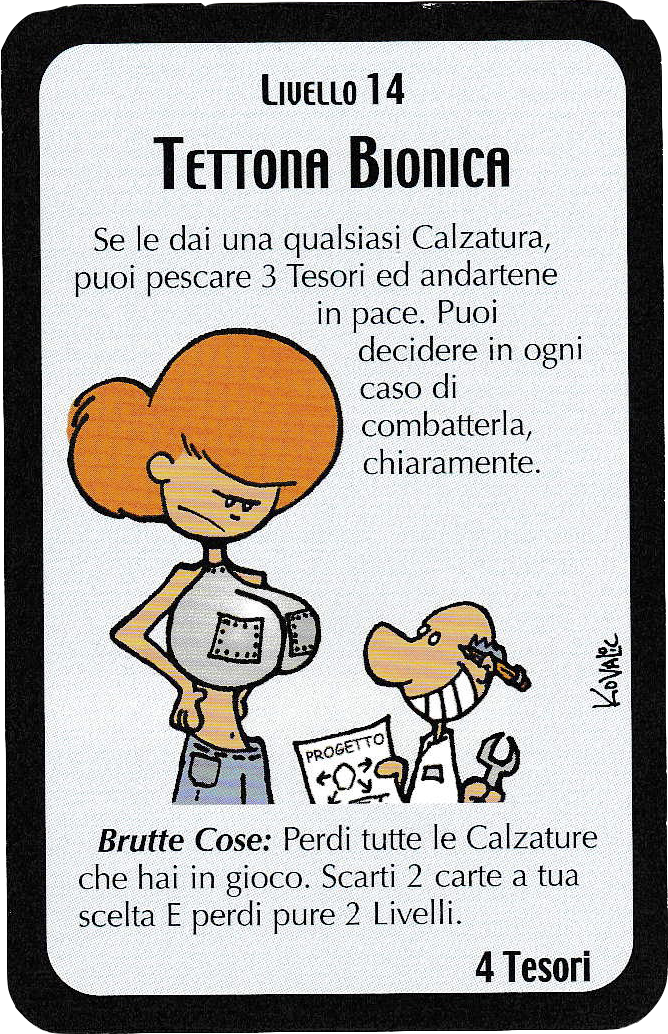 Livello 14
Tettona Bionica
Se le dai una qualsiasi Calzatura,
puoi pescare 3 Tesori ed andartene
in pace. Puoi
decidere in ogni
caso di
combatterla,
chiaramente.
KOVALIC
PROGETTO
Brutte Cose: Perdi tutte le Calzature
che hai in gioco. Scarti 2 carte a tua
scelta E perdi pure 2 Livelli.
4 Tesori